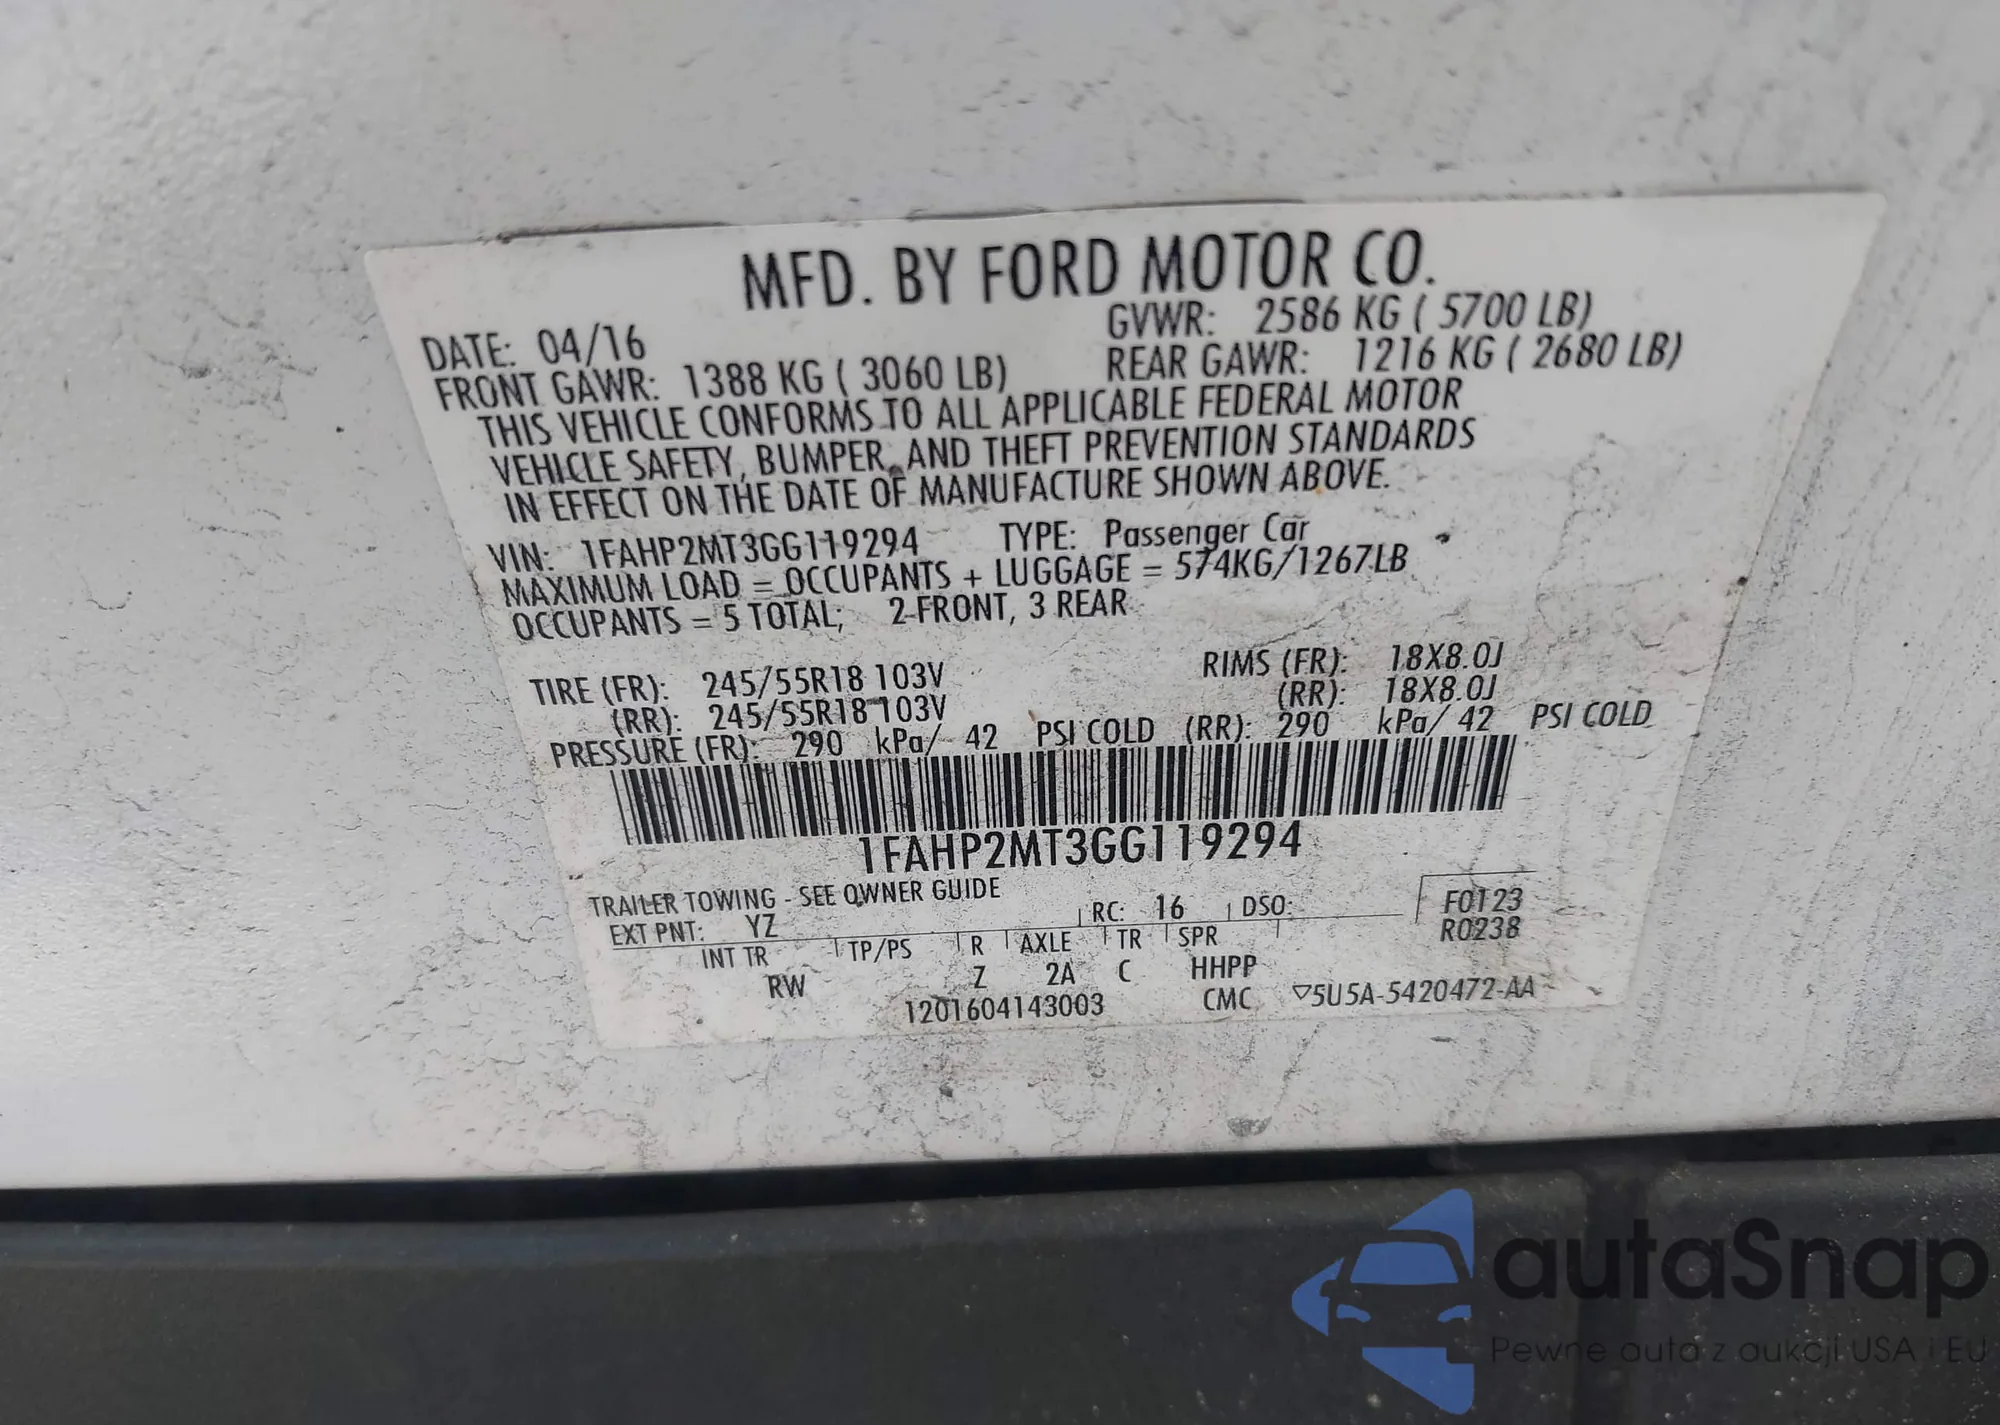 MFD. BY FORD MOTOR CO.
DATE: 04/16 GVWR: 2586 KG ( 5700 LB)
FRONT GAWR: 1388 KG ( 3060 LB) REAR GAWR: 1216 KG ( 2680 LB)
THIS VEHICLE CONFORMS TO ALL APPLICABLE FEDERAL MOTOR
VEHICLE SAFETY, BUMPER, AND THEFT PREVENTION STANDARDS
IN EFFECT ON THE DATE OF MANUFACTURE SHOWN ABOVE.
VIN: 1FAHP2MT3GG119294 TYPE: Passenger Car
MAXIMUM LOAD = OCCUPANTS + LUGGAGE = 574KG/1267LB
OCCUPANTS = 5 TOTAL; 2-FRONT, 3 REAR
TIRE (FR): 245/55R18 103V RIMS (FR): 18X8.0J
(RR): 245/55R18 103V (RR): 18X8.0J
PRESSURE (FR): 290 kPa/ 42 PSI COLD (RR): 290 kPa/ 42 PSI COLD
1FAHP2MT3GG119294
TRAILER TOWING - SEE OWNER GUIDE
EXT PNT: YZ RC: 16 DSO: F0123
R0238
INT TR TP/PS R AXLE TR SPR
RW Z 2A C HHPP
1201604143003 CMC ▽5U5A-5420472-AA
autaSnap
Pewne auta z aukcji USA i EU